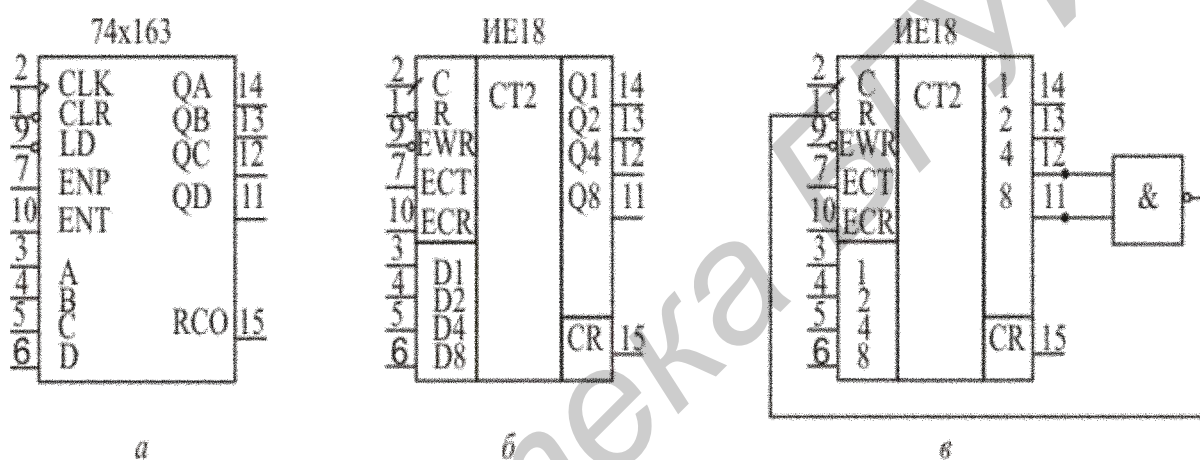 74x163
2 CLK QA 14
1 CLR QB 13
9 LD QC 12
7 ENP QD 11
10 ENT
3 A
4 B
5 C RCO 15
6 D
а
ИЕ18
2 C CT2 Q1 14
1 R Q2 13
9 EWR Q4 12
7 ECT Q8 11
10 ECR
3 D1
4 D2
5 D4 CR 15
6 D8
б
ИЕ18
2 C CT2 1 14
1 R 2 13
9 EWR 4 12
7 ECT 8 11 &
10 ECR
3 1
4 2
5 4 CR 15
6 8
в